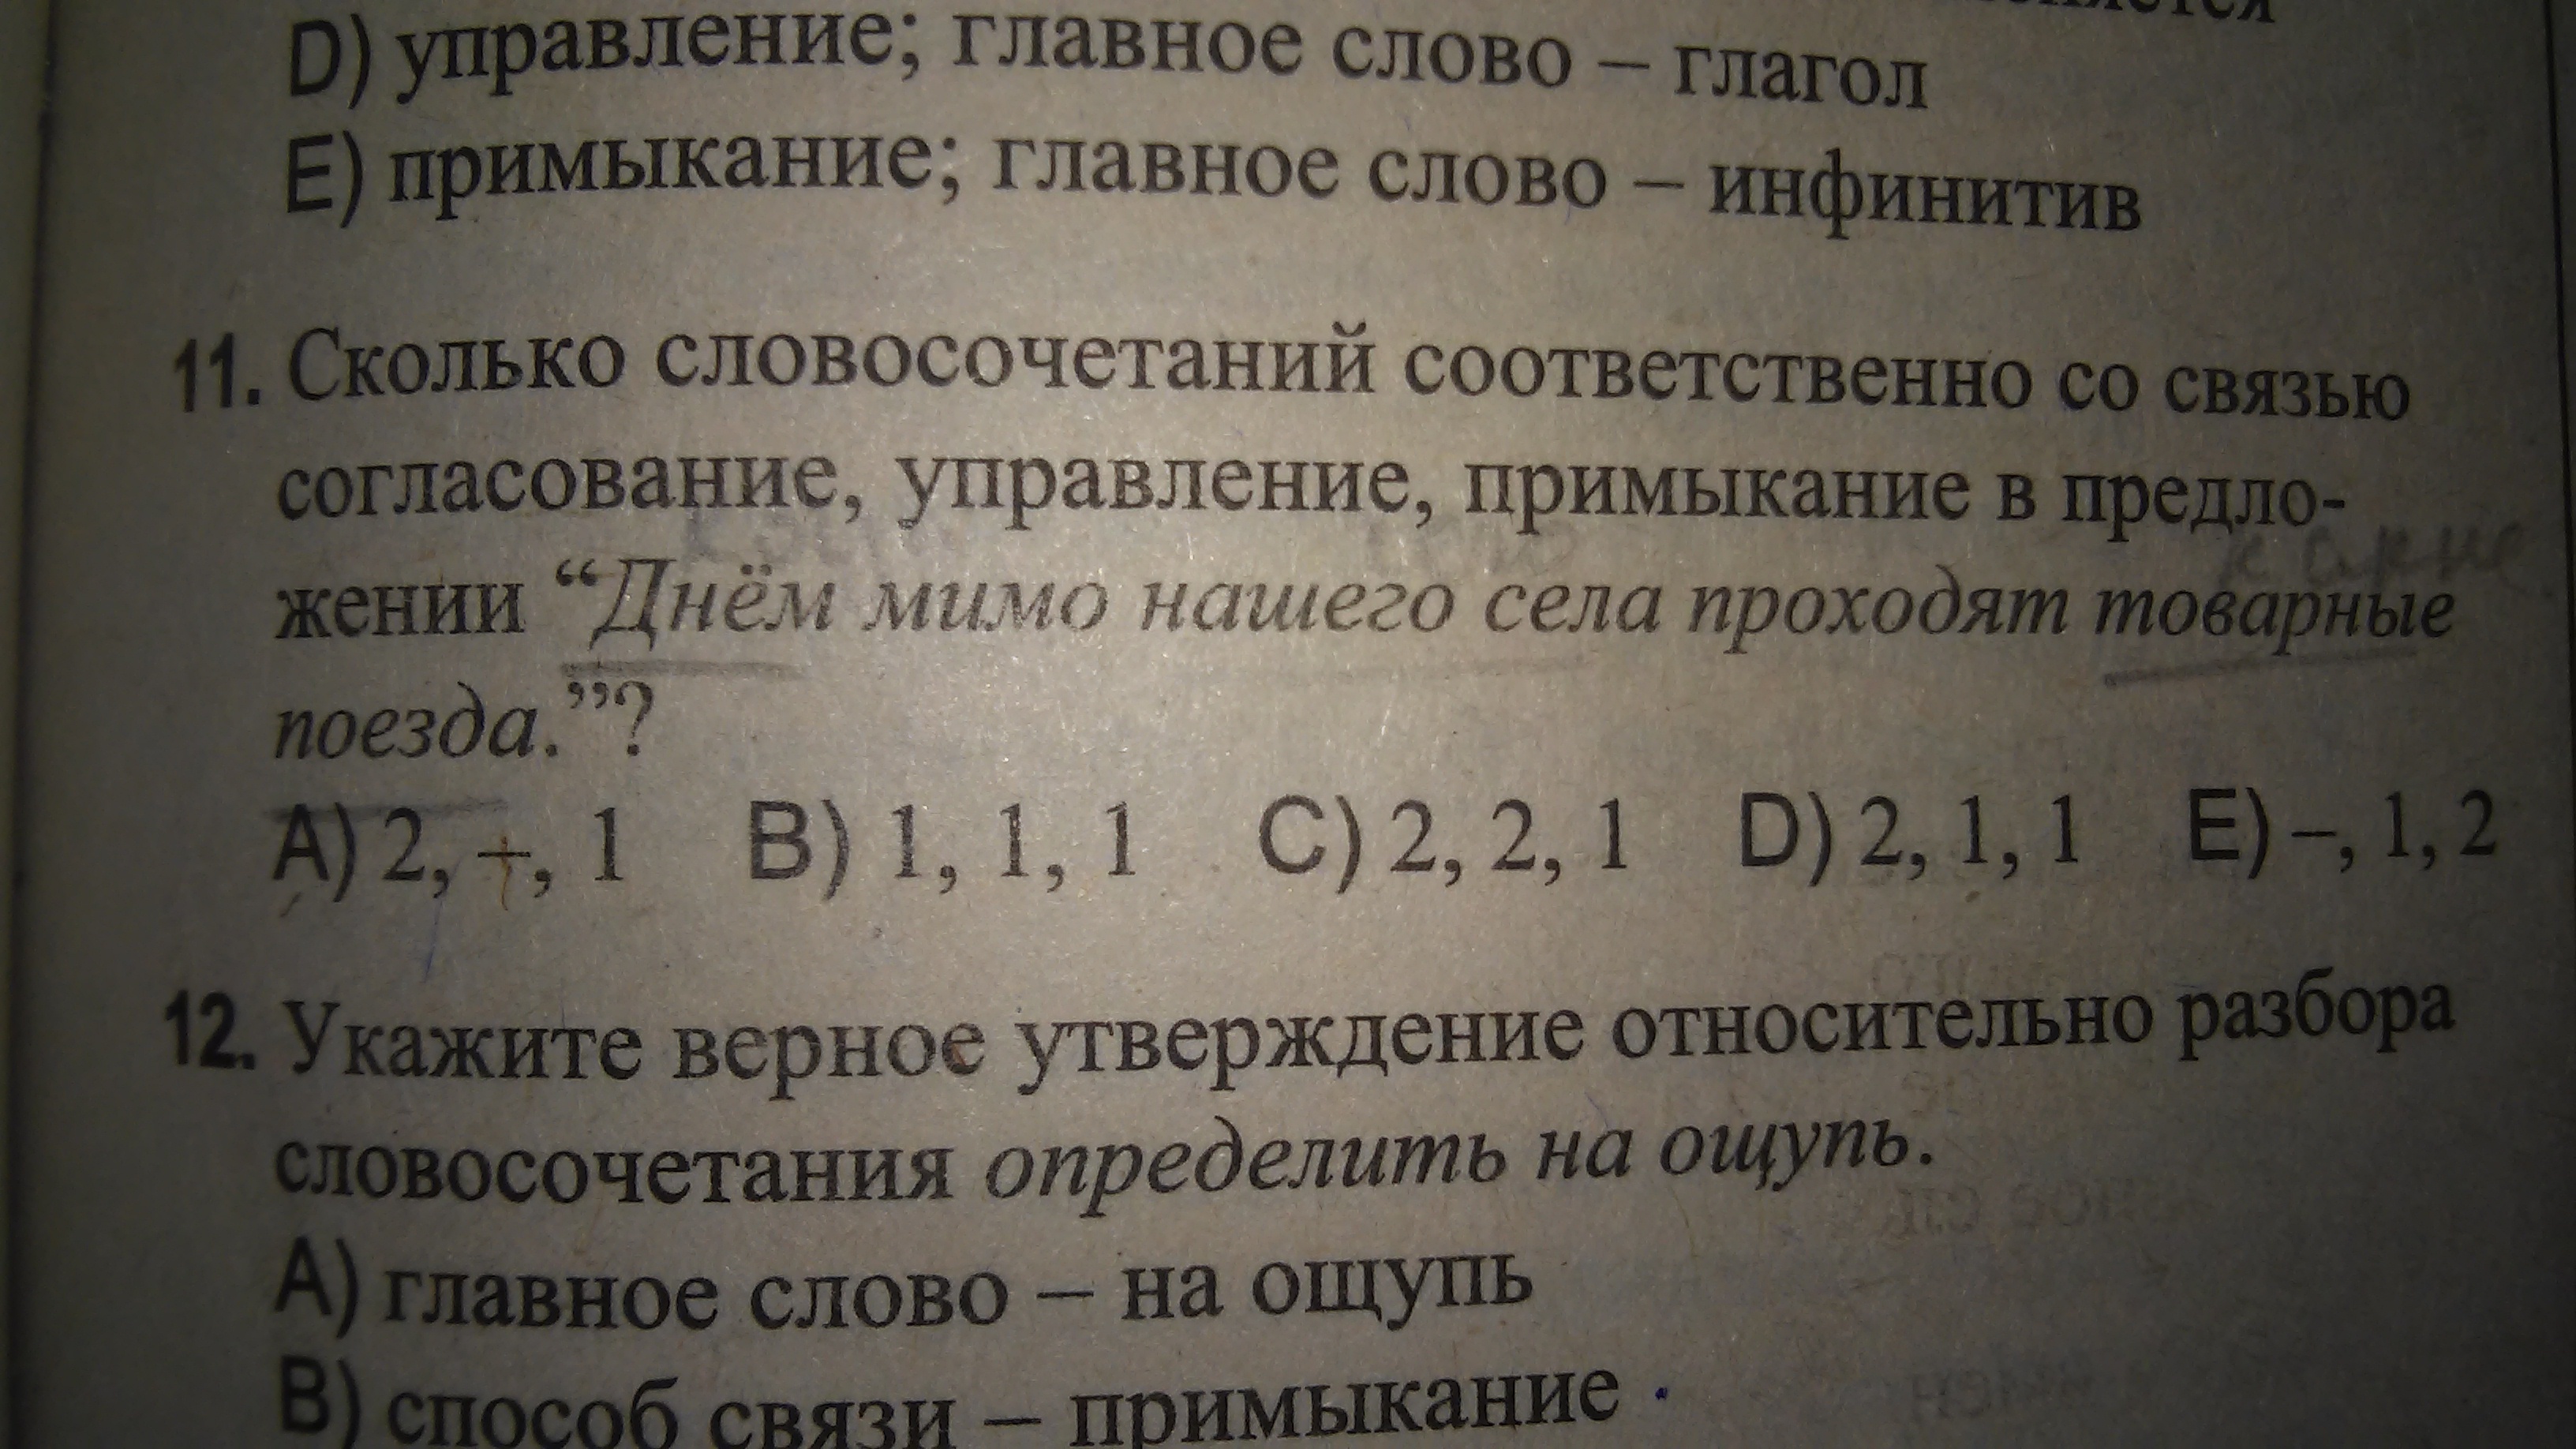 D) управление; главное слово – глагол
E) примыкание; главное слово – инфинитив
11. Сколько словосочетаний соответственно со связью
согласование, управление, примыкание в предло-
жении “Днём мимо нашего села проходят товарные
поезда.”?
A) 2, –, 1 B) 1, 1, 1 C) 2, 2, 1 D) 2, 1, 1 E) –, 1, 2
12. Укажите верное утверждение относительно разбора
словосочетания определить на ощупь.
A) главное слово – на ощупь
B) способ связи – примыкание